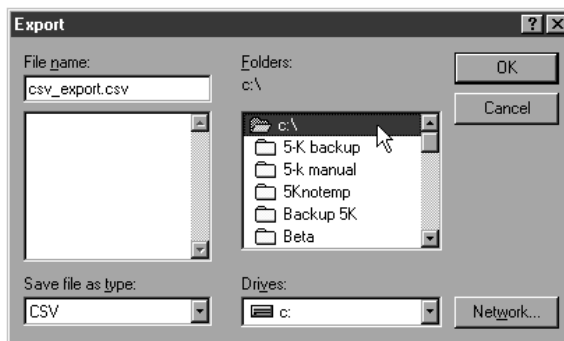 Export
File name:
csv_export.csv
Folders:
c:\
c:\
5-K backup
5-k manual
5Knotemp
Backup 5K
Beta
OK
Cancel
Save file as type:
CSV
Drives:
c:
Network...